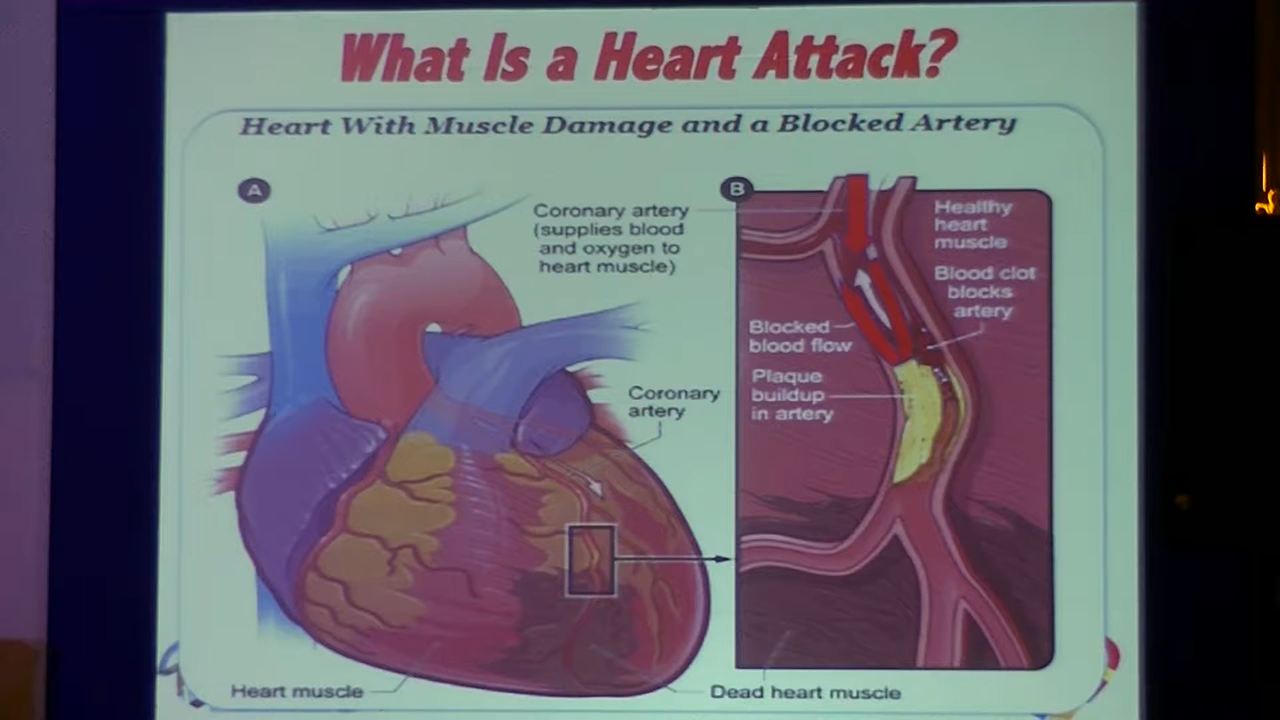 What Is a Heart Attack?
Heart With Muscle Damage and a Blocked Artery
A
B
Coronary artery
(supplies blood
and oxygen to
heart muscle)
Healthy
heart
muscle
Blood clot
blocks
artery
Blocked
blood flow
Plaque
buildup
in artery
Coronary
artery
Heart muscle
Dead heart muscle